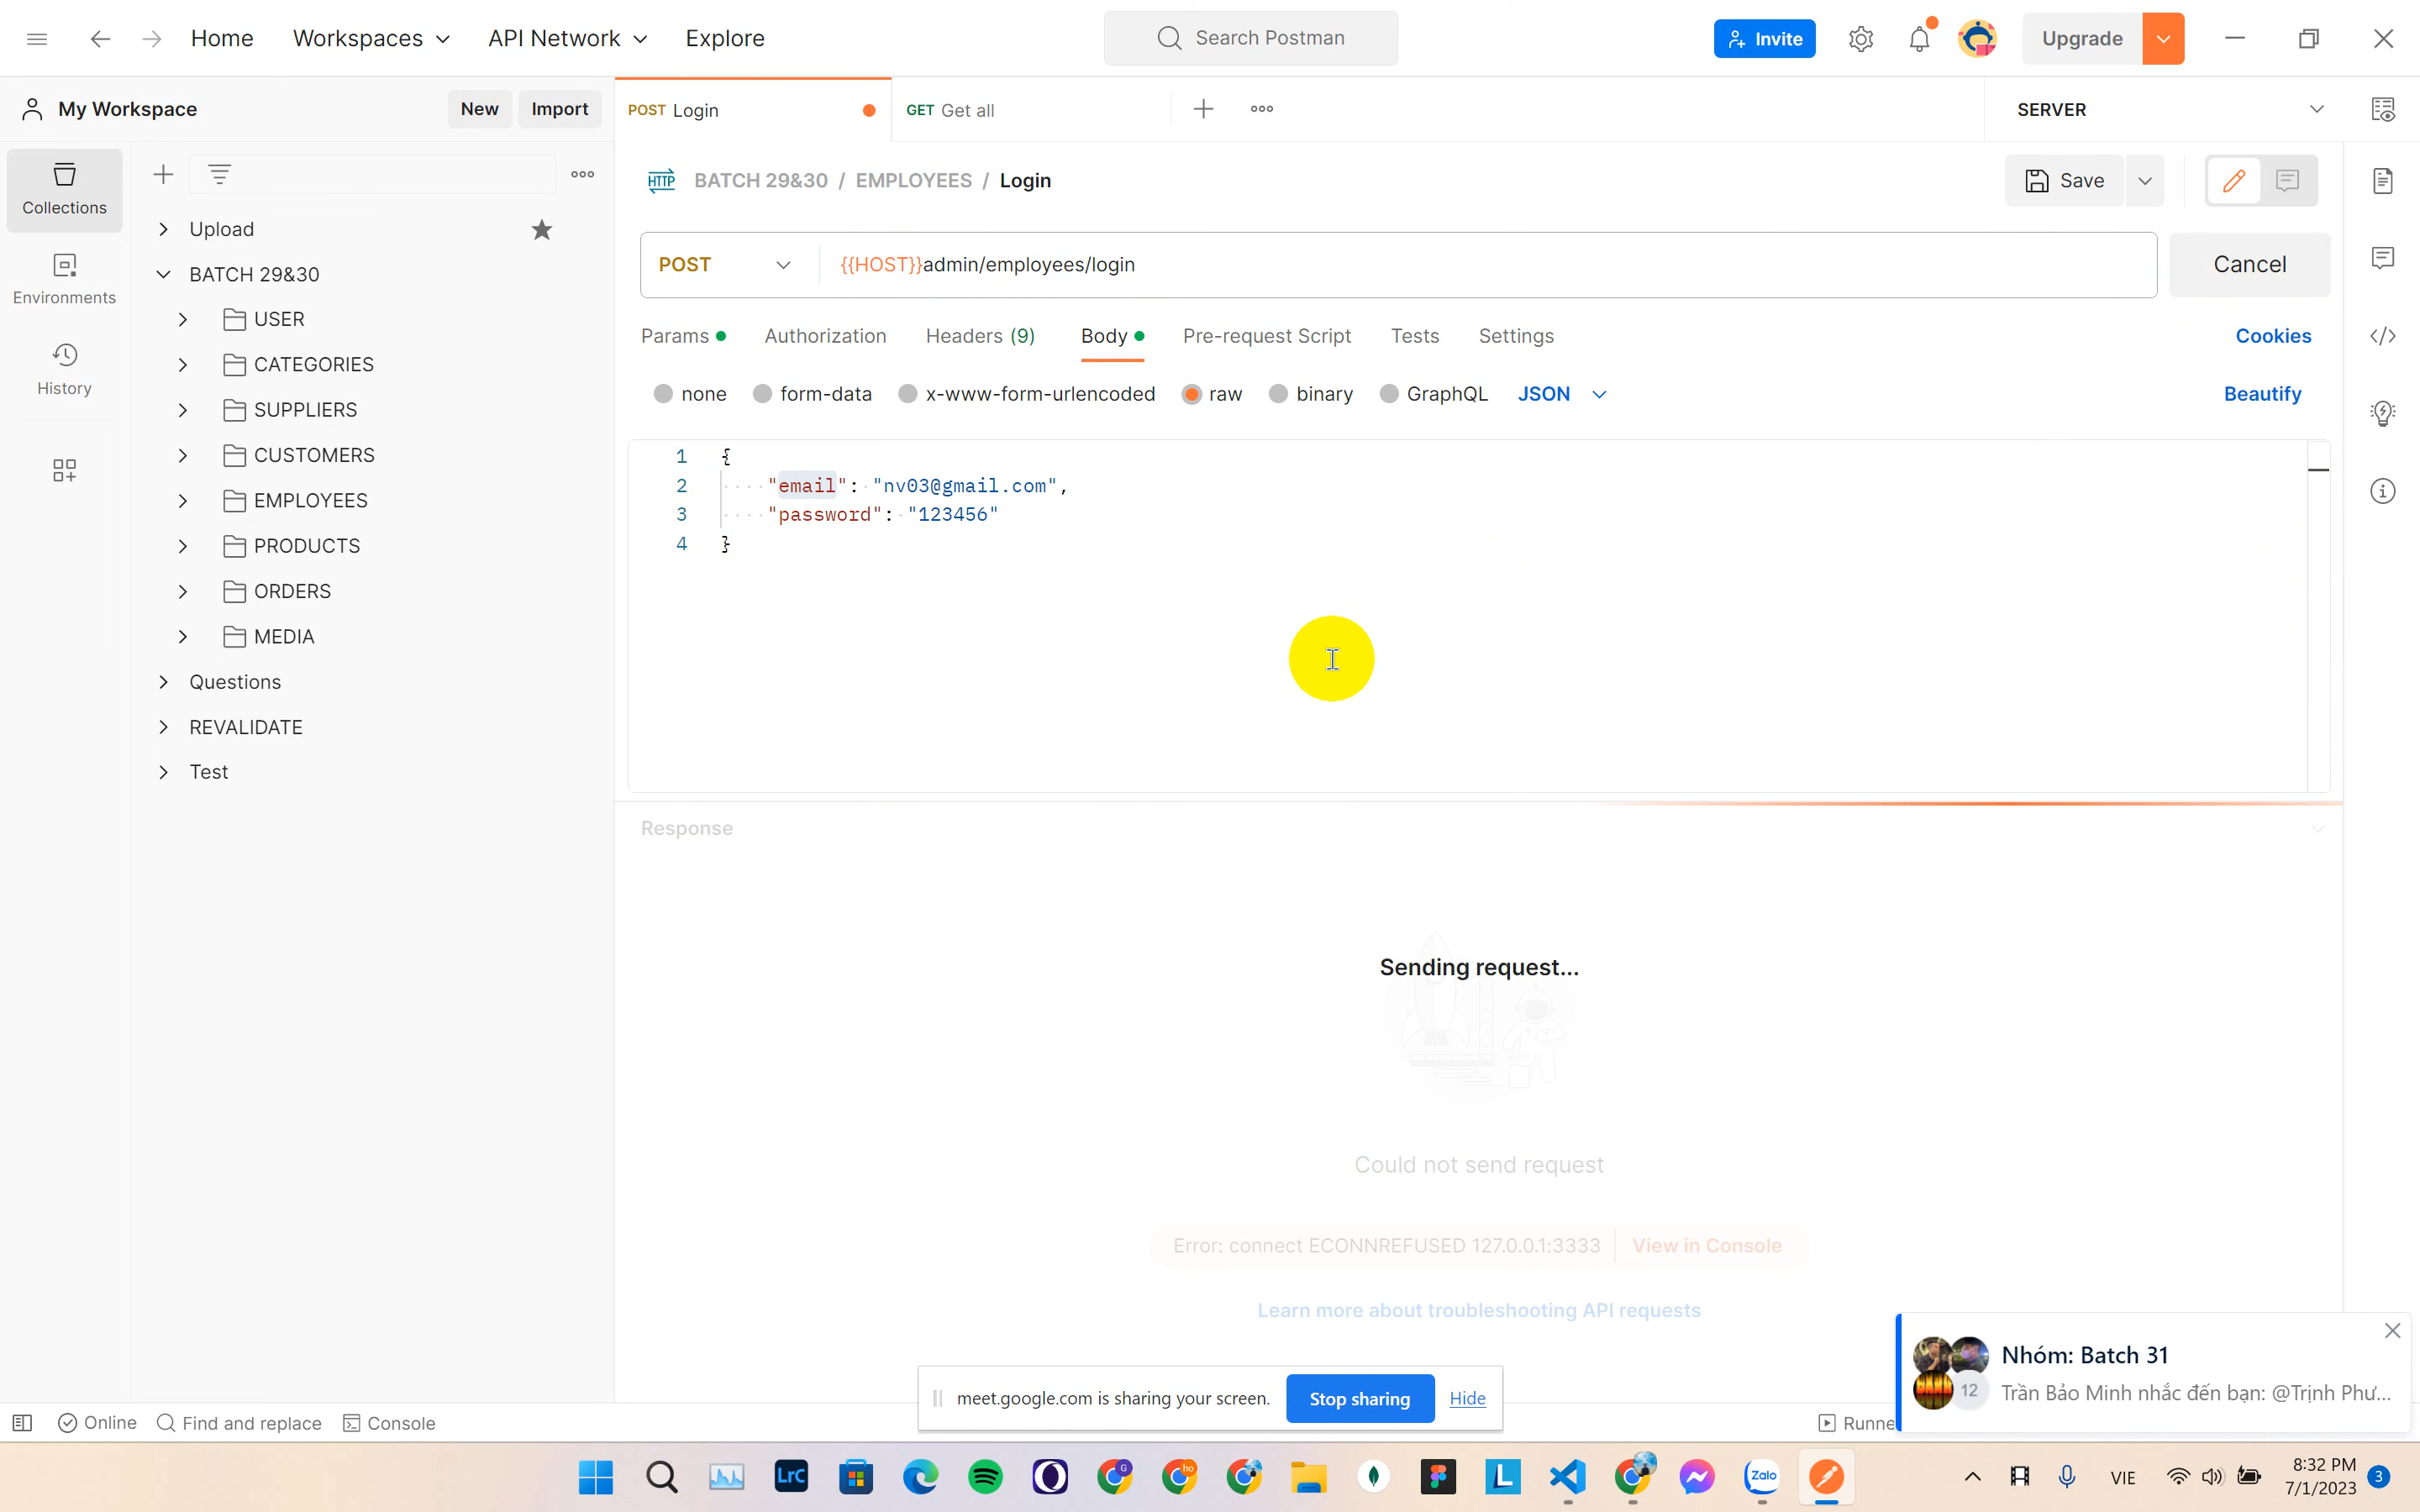 Home Workspaces API Network Explore Search Postman Invite Upgrade
My Workspace New Import POST Login GET Get all SERVER
Collections
Environments
History
Upload
BATCH 29&30
USER
CATEGORIES
SUPPLIERS
CUSTOMERS
EMPLOYEES
PRODUCTS
ORDERS
MEDIA
Questions
REVALIDATE
Test
HTTP BATCH 29&30 / EMPLOYEES / Login Save
POST {{HOST}}admin/employees/login Cancel
Params Authorization Headers (9) Body Pre-request Script Tests Settings Cookies
none form-data x-www-form-urlencoded raw binary GraphQL JSON Beautify
1 {
2 "email": "nv03@gmail.com",
3 "password": "123456"
4 }
Response
Sending request...
Could not send request
Error: connect ECONNREFUSED 127.0.0.1:3333 View in Console
Learn more about troubleshooting API requests
Nhóm: Batch 31
12 Trần Bảo Minh nhắc đến bạn: @Trịnh Phư...
meet.google.com is sharing your screen. Stop sharing Hide
Online Find and replace Console Runne
LrC G ho L Zalo VIE 8:32 PM 3
7/1/2023